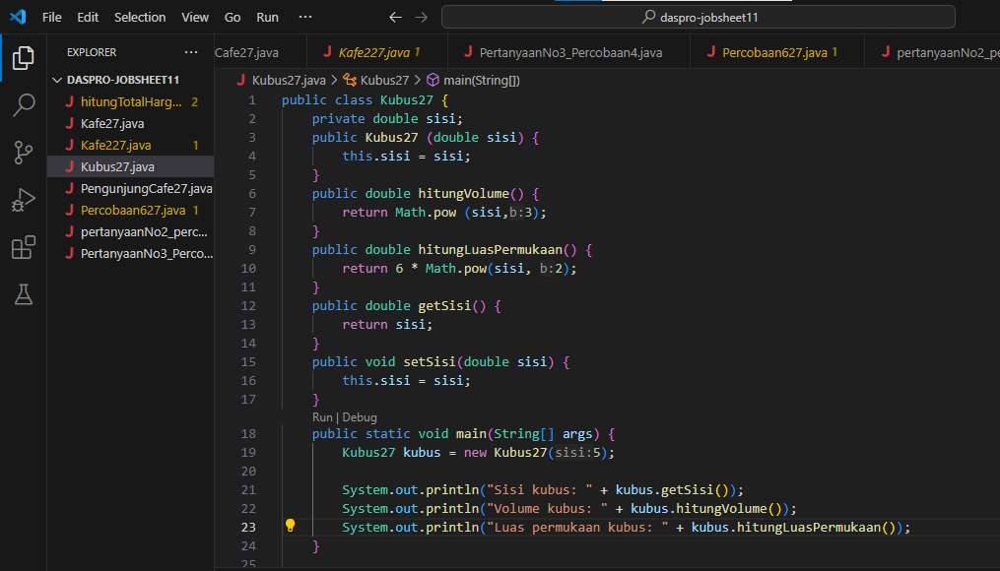 File Edit Selection View Go Run ··· ← → daspro-jobsheet11
EXPLORER ···
Cafe27.java Kafe227.java 1 PertanyaanNo3_Percobaan4.java Percobaan627.java 1 pertanyaanNo2_pe
DASPRO-JOBSHEET11
hitungTotalHarg... 2
Kafe27.java
Kafe227.java 1
Kubus27.java
PengunjungCafe27.java
Percobaan627.java 1
pertanyaanNo2_perc...
PertanyaanNo3_Perco...
Kubus27.java > Kubus27 > main(String[])
1 public class Kubus27 {
2 private double sisi;
3 public Kubus27 (double sisi) {
4 this.sisi = sisi;
5 }
6 public double hitungVolume() {
7 return Math.pow (sisi,b:3);
8 }
9 public double hitungLuasPermukaan() {
10 return 6 * Math.pow(sisi, b:2);
11 }
12 public double getSisi() {
13 return sisi;
14 }
15 public void setSisi(double sisi) {
16 this.sisi = sisi;
17 }
Run | Debug
18 public static void main(String[] args) {
19 Kubus27 kubus = new Kubus27(sisi:5);
20
21 System.out.println("Sisi kubus: " + kubus.getSisi());
22 System.out.println("Volume kubus: " + kubus.hitungVolume());
23 System.out.println("Luas permukaan kubus: " + kubus.hitungLuasPermukaan());
24 }
25